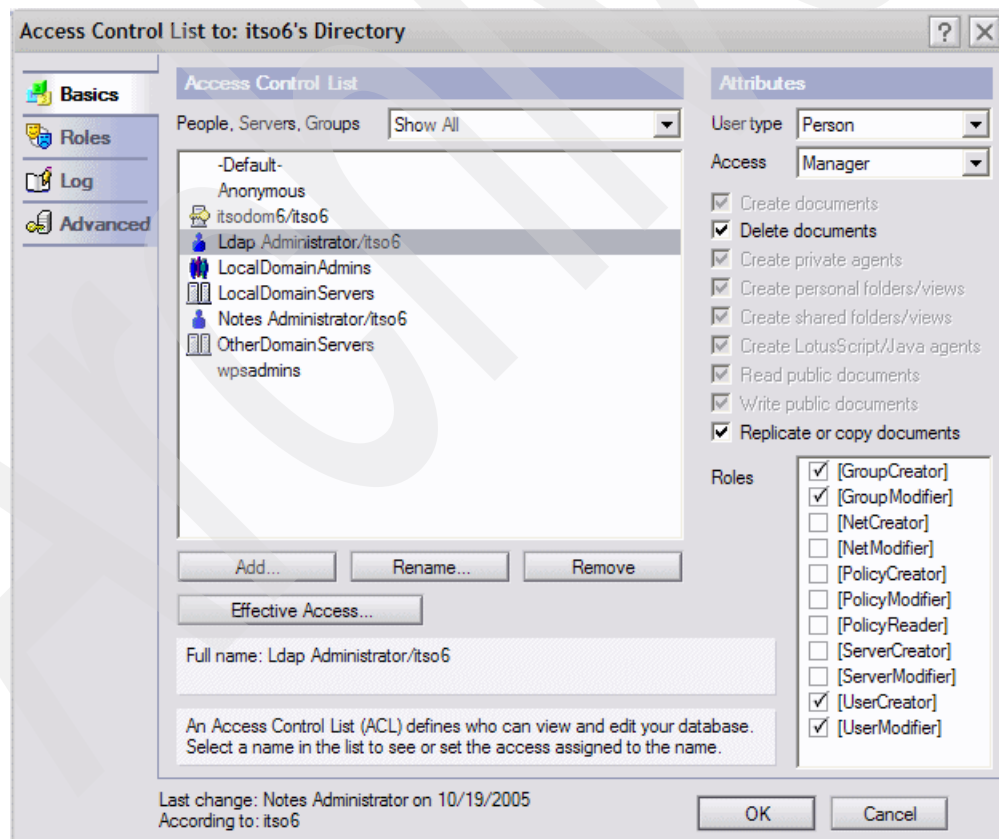 Access Control List to: itso6's Directory
Basics
Roles
Log
Advanced
Access Control List
People, Servers, Groups Show All
-Default-
Anonymous
itsodom6/itso6
Ldap Administrator/itso6
LocalDomainAdmins
LocalDomainServers
Notes Administrator/itso6
OtherDomainServers
wpsadmins
Add... Rename... Remove
Effective Access...
Full name: Ldap Administrator/itso6
An Access Control List (ACL) defines who can view and edit your database.
Select a name in the list to see or set the access assigned to the name.
Attributes
User type Person
Access Manager
Create documents
Delete documents
Create private agents
Create personal folders/views
Create shared folders/views
Create LotusScript/Java agents
Read public documents
Write public documents
Replicate or copy documents
Roles
[GroupCreator]
[GroupModifier]
[NetCreator]
[NetModifier]
[PolicyCreator]
[PolicyModifier]
[PolicyReader]
[ServerCreator]
[ServerModifier]
[UserCreator]
[UserModifier]
Last change: Notes Administrator on 10/19/2005
According to: itso6
OK Cancel